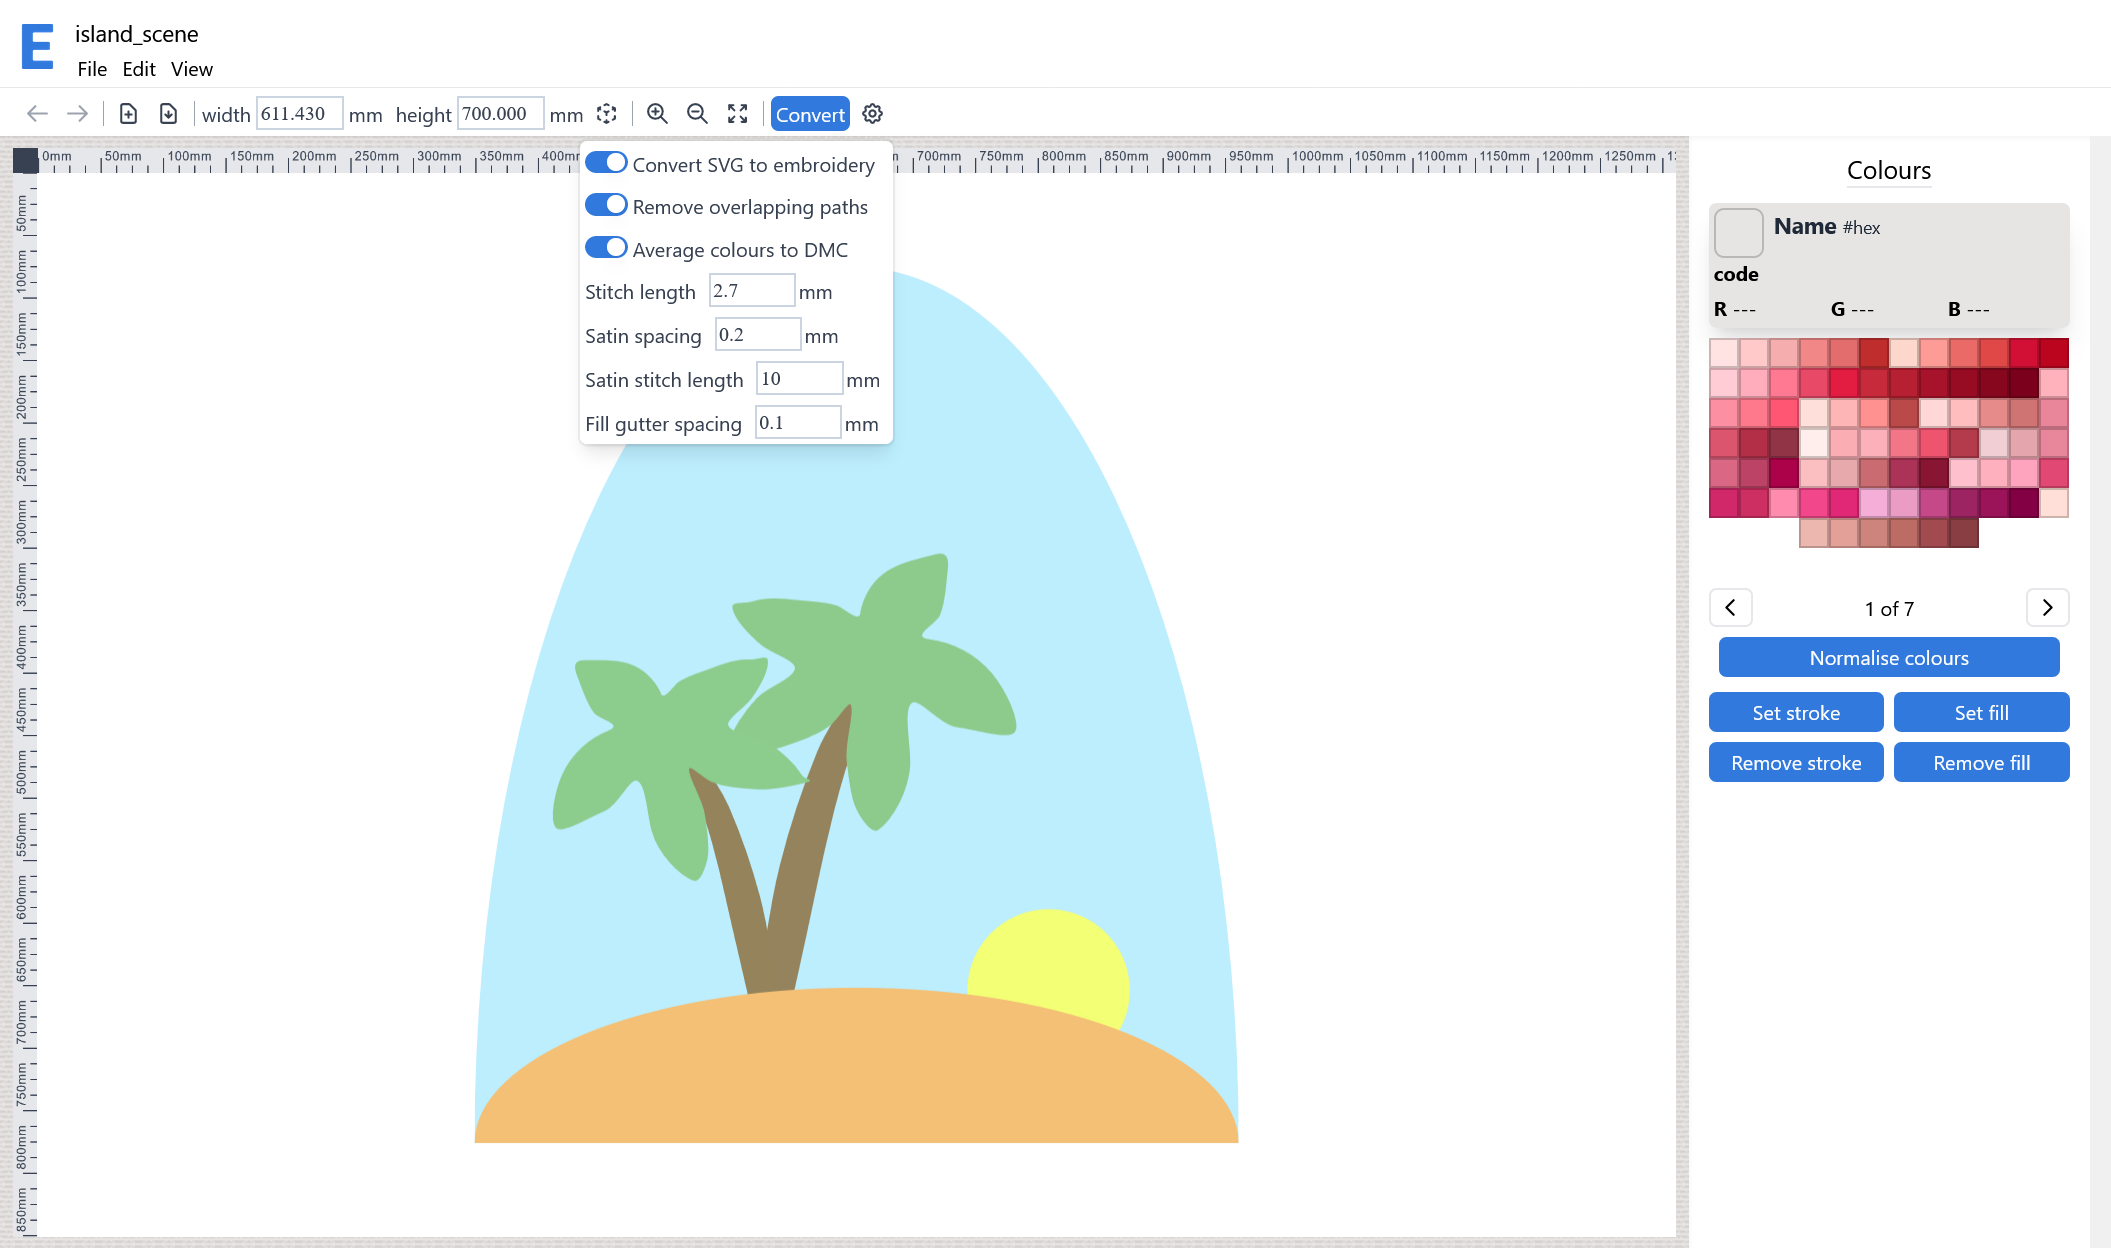 E
island_scene
File Edit View
width 611.430 mm height 700.000 mm Convert
0mm 50mm 100mm 150mm 200mm 250mm 300mm 350mm 700mm 750mm 800mm 850mm 900mm 950mm 1000mm 1050mm 1100mm 1150mm 1200mm 1250mm
50mm
100mm
150mm
200mm
250mm
300mm
350mm
400mm
450mm
500mm
550mm
600mm
650mm
700mm
750mm
800mm
850mm
Convert SVG to embroidery
Remove overlapping paths
Average colours to DMC
Stitch length 2.7 mm
Satin spacing 0.2 mm
Satin stitch length 10 mm
Fill gutter spacing 0.1 mm
Colours
Name #hex
code
R --- G --- B ---
1 of 7
Normalise colours
Set stroke Set fill
Remove stroke Remove fill